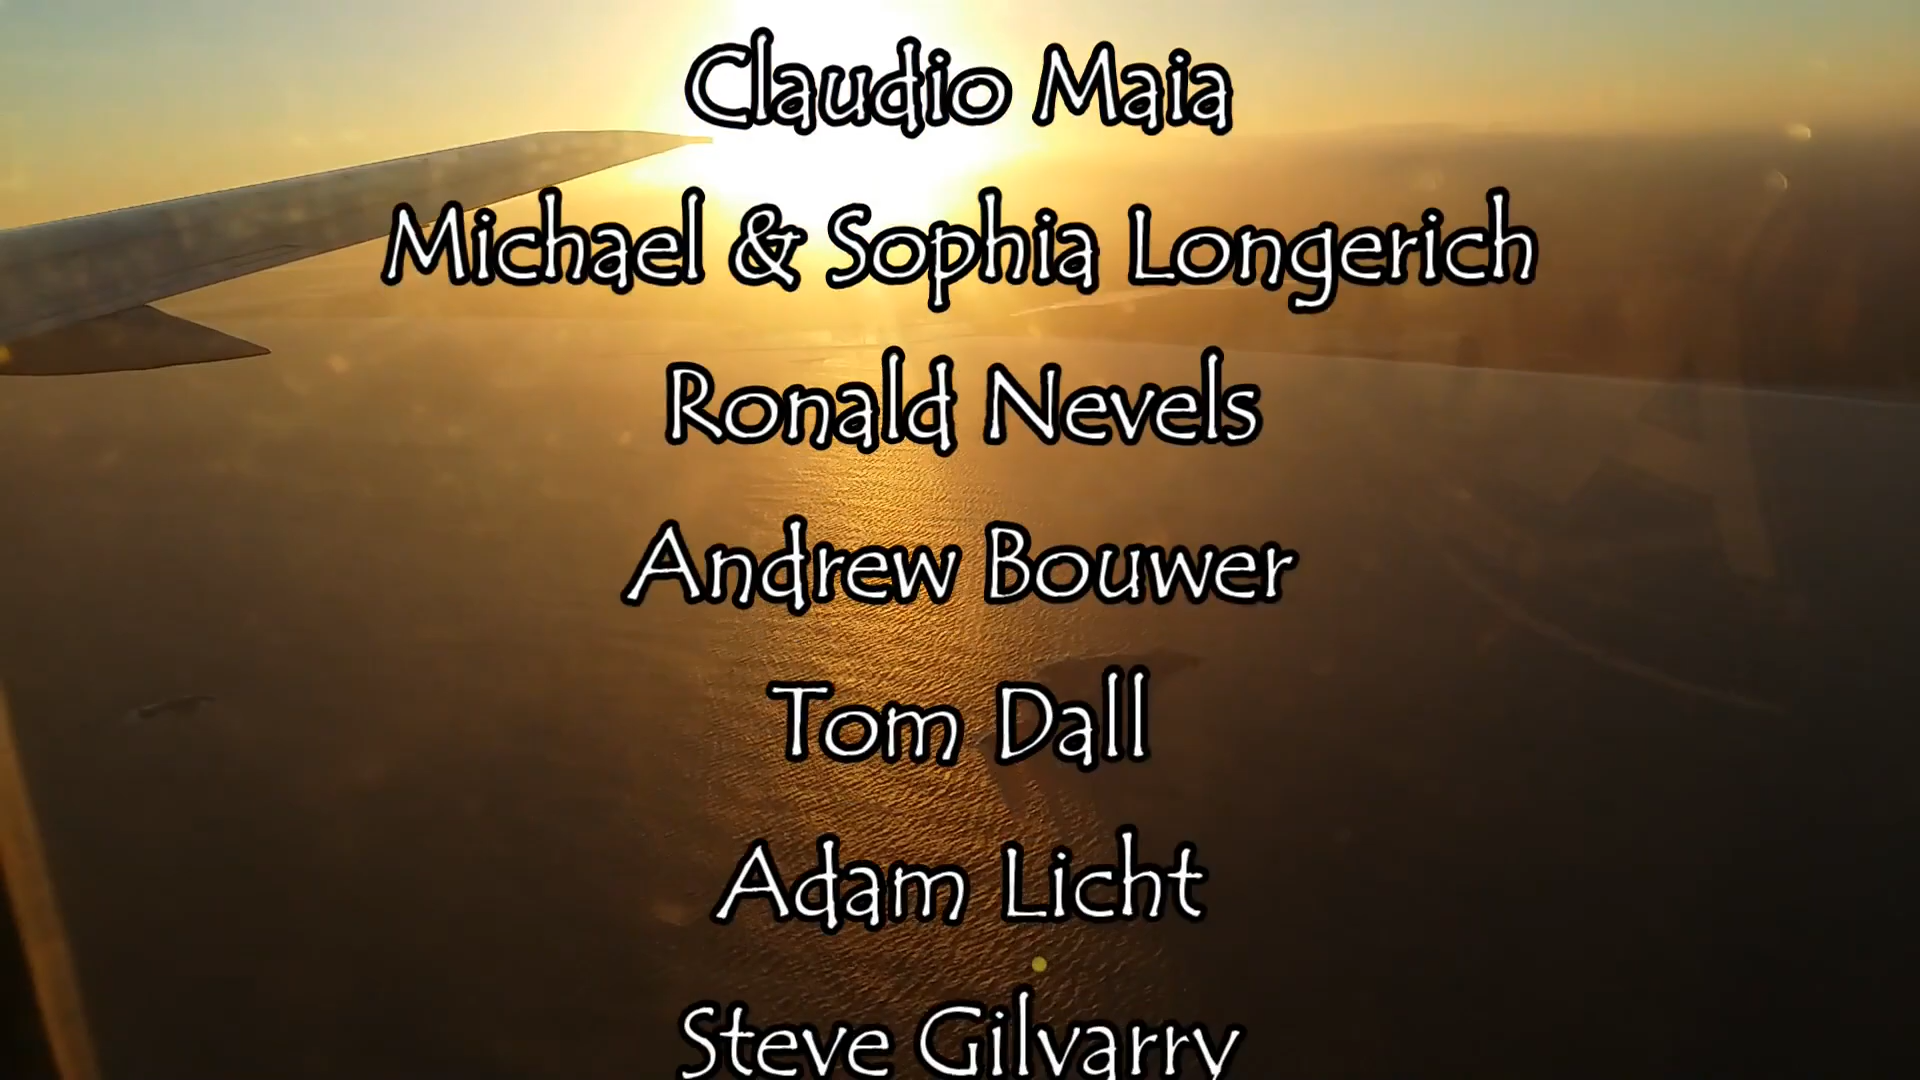 Claudio Maia
Michael & Sophia Longerich
Ronald Nevels
Andrew Bouwer
Tom Dall
Adam Licht
Steve Gilvarry